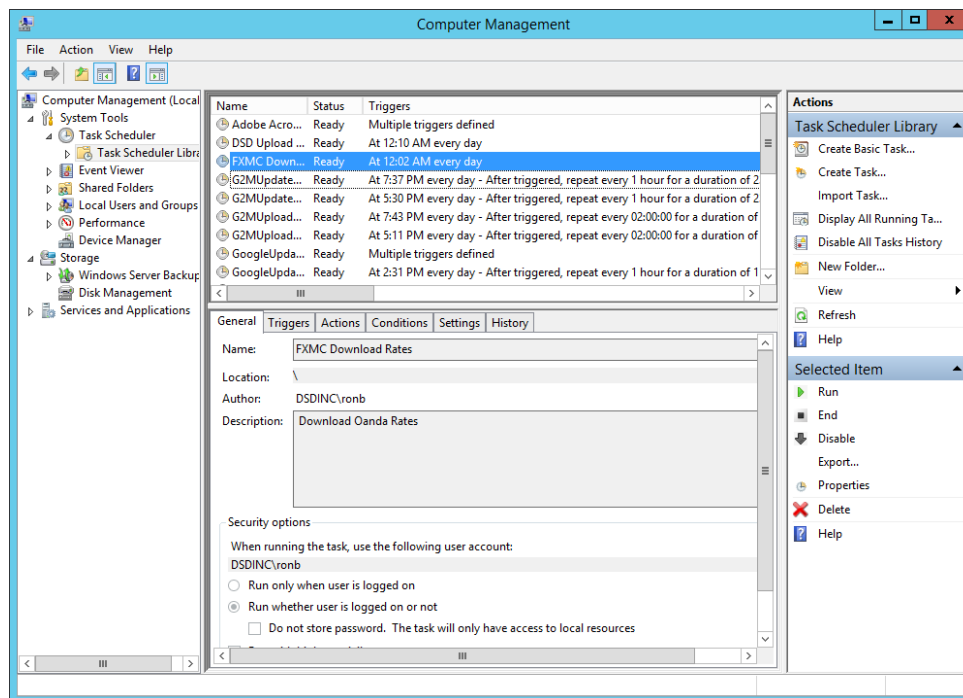 Computer Management
File Action View Help
Computer Management (Local
System Tools
Task Scheduler
Task Scheduler Libra
Event Viewer
Shared Folders
Local Users and Groups
Performance
Device Manager
Storage
Windows Server Backup
Disk Management
Services and Applications
Name Status Triggers
Adobe Acro... Ready Multiple triggers defined
DSD Upload ... Ready At 12:10 AM every day
FXMC Down... Ready At 12:02 AM every day
G2MUpdate... Ready At 7:37 PM every day - After triggered, repeat every 1 hour for a duration of 2
G2MUpdate... Ready At 5:30 PM every day - After triggered, repeat every 1 hour for a duration of 2
G2MUpload... Ready At 7:43 PM every day - After triggered, repeat every 02:00:00 for a duration of
G2MUpload... Ready At 5:11 PM every day - After triggered, repeat every 02:00:00 for a duration of
GoogleUpda... Ready Multiple triggers defined
GoogleUpda... Ready At 2:31 PM every day - After triggered, repeat every 1 hour for a duration of 1
General Triggers Actions Conditions Settings History
Name: FXMC Download Rates
Location: \
Author: DSDINC\ronb
Description: Download Oanda Rates
Security options
When running the task, use the following user account:
DSDINC\ronb
Run only when user is logged on
Run whether user is logged on or not
Do not store password. The task will only have access to local resources
Actions
Task Scheduler Library
Create Basic Task...
Create Task...
Import Task...
Display All Running Ta...
Disable All Tasks History
New Folder...
View
Refresh
Help
Selected Item
Run
End
Disable
Export...
Properties
Delete
Help